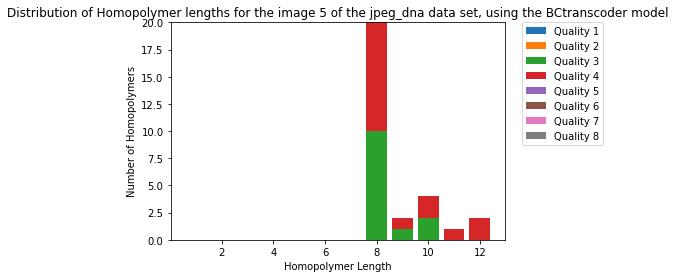 Distribution of Homopolymer lengths for the image 5 of the jpeg_dna data set, using the BCtranscoder model
20.0
17.5
15.0
12.5
10.0
7.5
5.0
2.5
0.0
Number of Homopolymers
2 4 6 8 10 12
Homopolymer Length
Quality 1
Quality 2
Quality 3
Quality 4
Quality 5
Quality 6
Quality 7
Quality 8